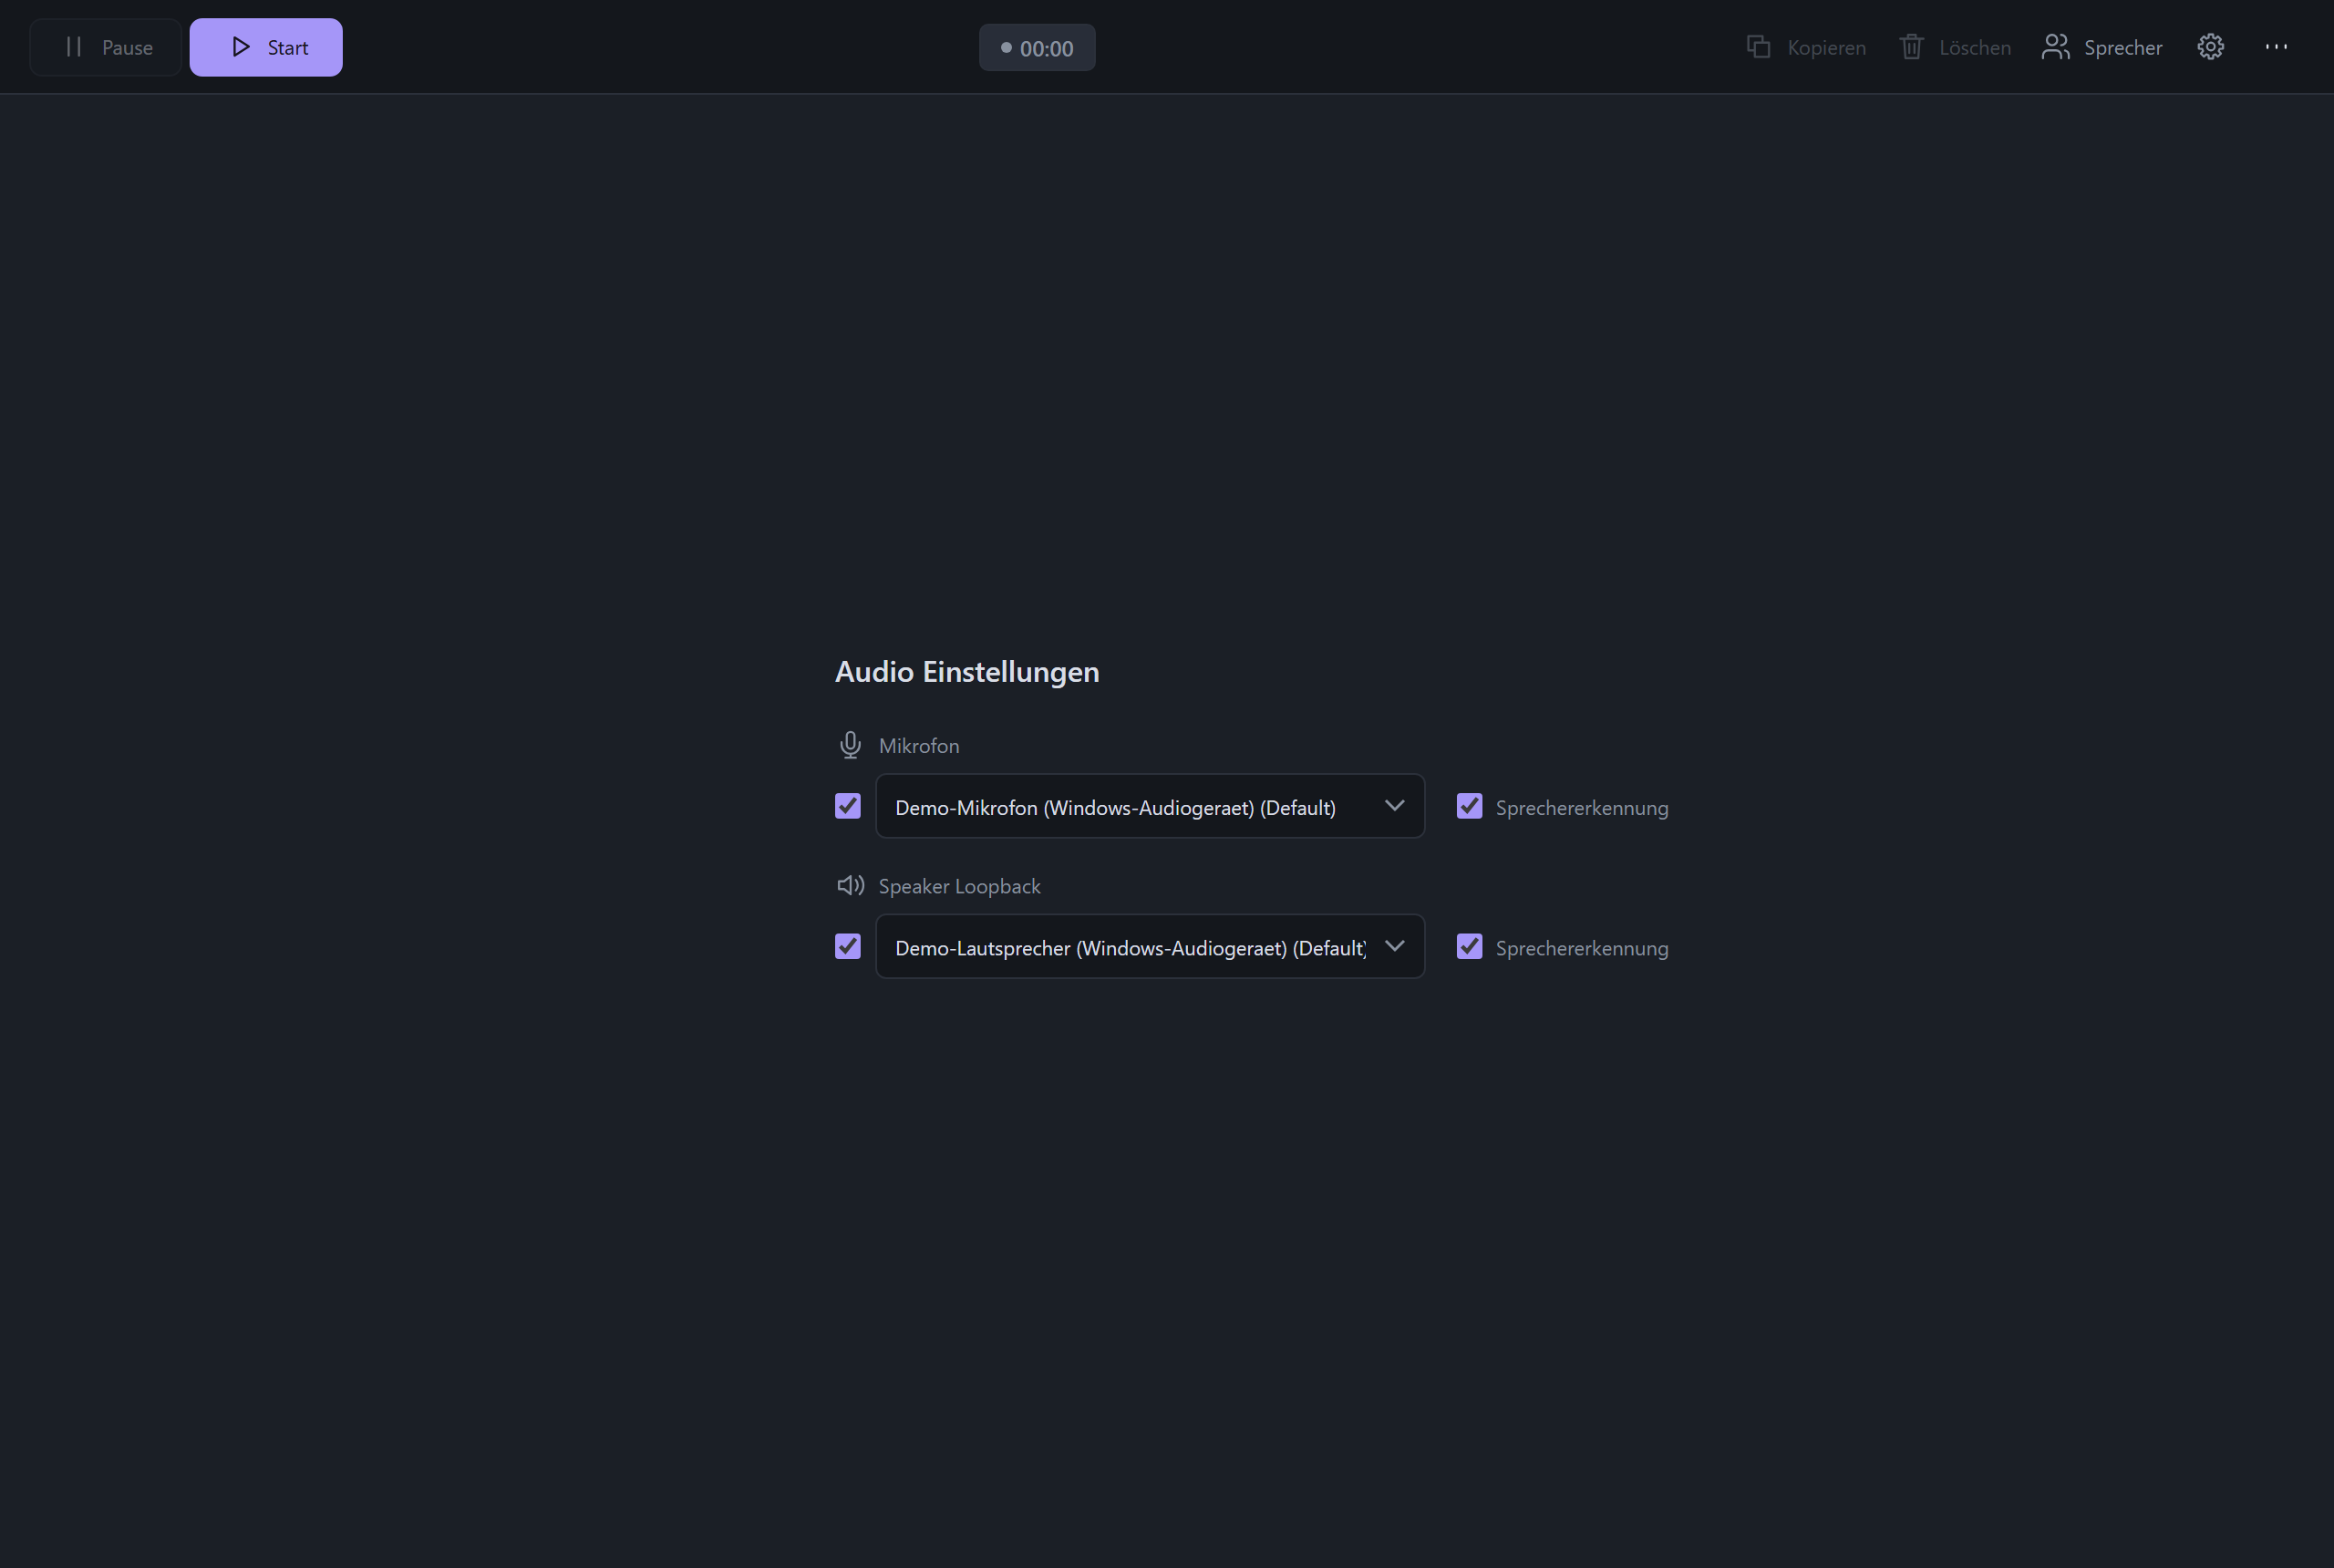 Pause Start 00:00 Kopieren Löschen Sprecher
Audio Einstellungen
Mikrofon
Demo-Mikrofon (Windows-Audiogeraet) (Default) Sprechererkennung
Speaker Loopback
Demo-Lautsprecher (Windows-Audiogeraet) (Default) Sprechererkennung